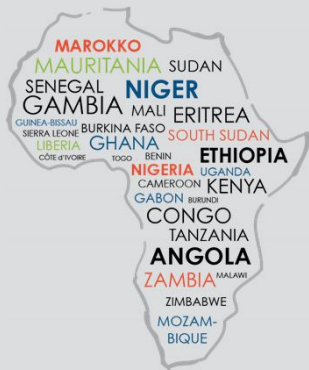 MAROKKO
MAURITANIA SUDAN
SENEGAL NIGER
GAMBIA MALI ERITREA
GUINEA-BISSAU BURKINA FASO SOUTH SUDAN
SIERRA LEONE GHANA
LIBERIA
CÔTE d'IVOIRE TOGO BENIN ETHIOPIA
NIGERIA UGANDA
CAMEROON KENYA
GABON BURUNDI
CONGO
TANZANIA
ANGOLA
ZAMBIA MALAWI
ZIMBABWE
MOZAM-
BIQUE